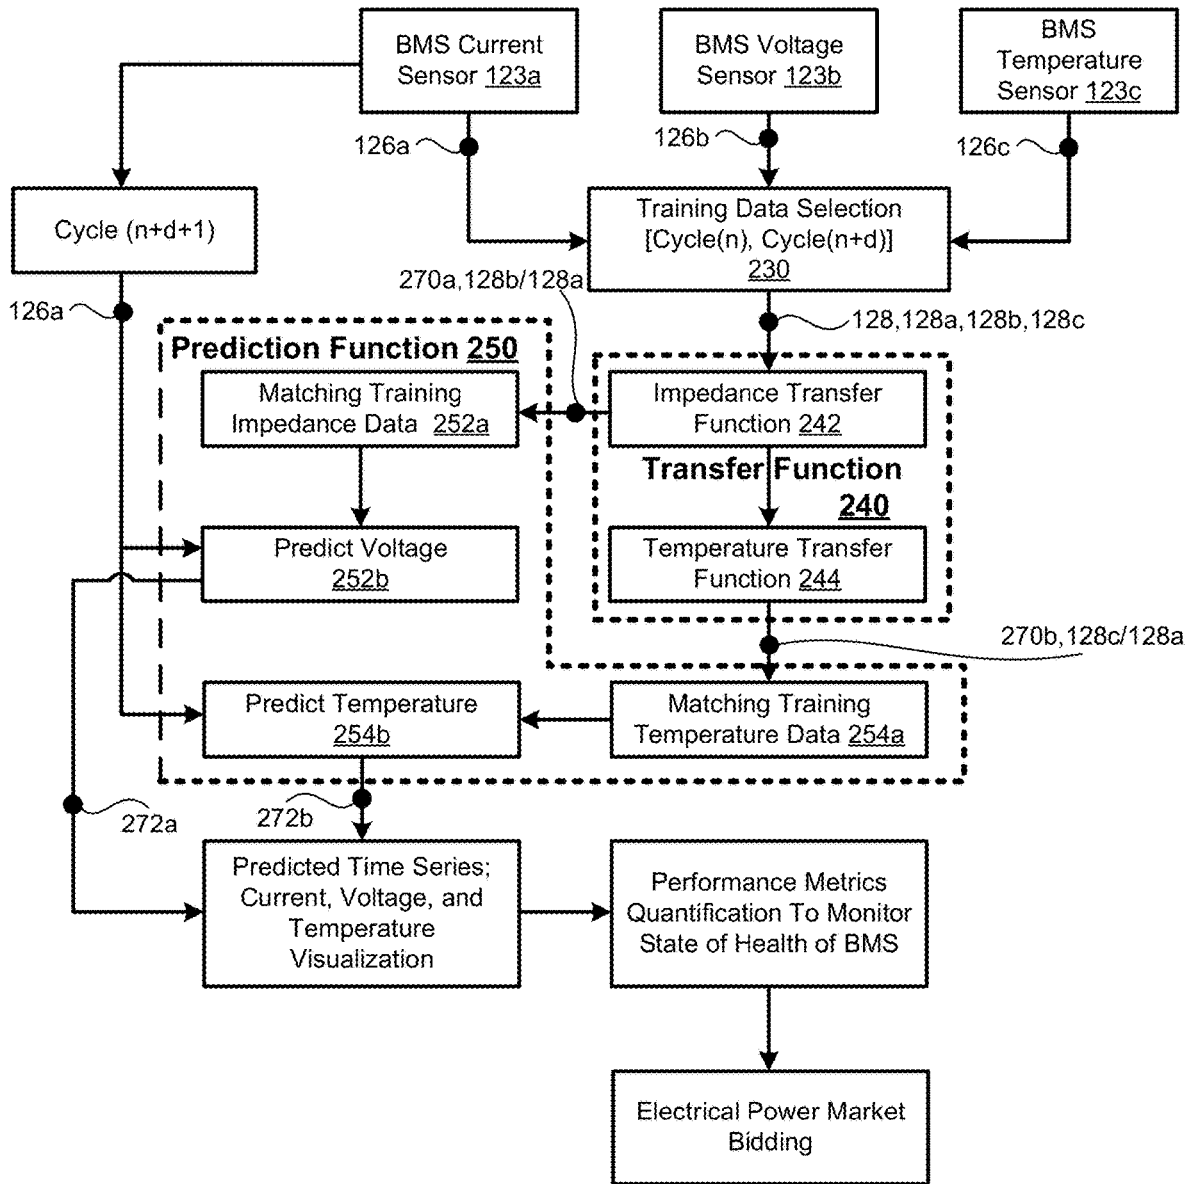 BMS Current
Sensor 123a
BMS Voltage
Sensor 123b
BMS
Temperature
Sensor 123c
126a
126b
126c
Cycle (n+d+1)
Training Data Selection
[Cycle(n), Cycle(n+d)]
230
126a
270a,128b/128a
128,128a,128b,128c
Prediction Function 250
Matching Training
Impedance Data 252a
Impedance Transfer
Function 242
Transfer Function
240
Predict Voltage
252b
Temperature Transfer
Function 244
270b,128c/128a
Predict Temperature
254b
Matching Training
Temperature Data 254a
272a
272b
Predicted Time Series;
Current, Voltage, and
Temperature
Visualization
Performance Metrics
Quantification To Monitor
State of Health of BMS
Electrical Power Market
Bidding